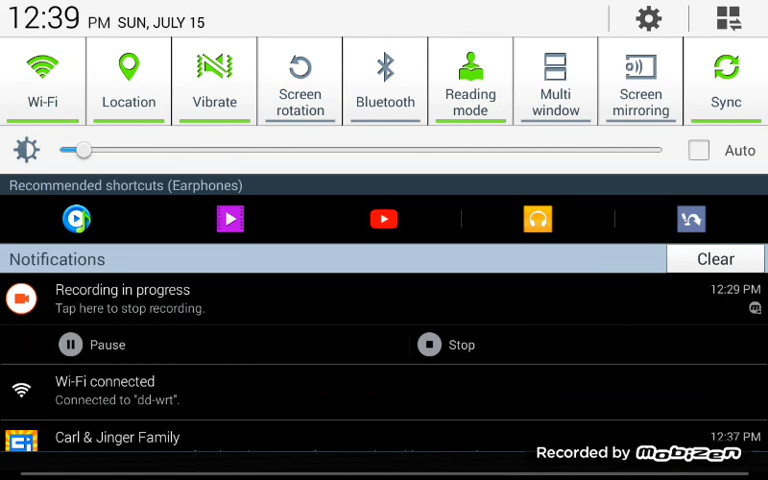 12:39 PM SUN, JULY 15
Wi-Fi
Location
Vibrate
Screen
rotation
Bluetooth
Reading
mode
Multi
window
Screen
mirroring
Sync
Auto
Recommended shortcuts (Earphones)
Notifications
Clear
Recording in progress
12:29 PM
Tap here to stop recording.
Pause
Stop
Wi-Fi connected
Connected to "dd-wrt".
Carl & Jinger Family
12:37 PM
Recorded by mobizen